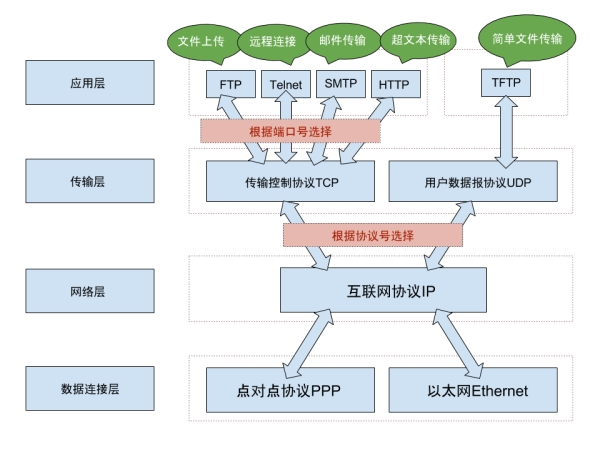 文件上传 远程连接 邮件传输 超文本传输 简单文件传输
应用层 FTP Telnet SMTP HTTP TFTP
根据端口号选择
传输层 传输控制协议TCP 用户数据报协议UDP
根据协议号选择
网络层 互联网协议IP
数据连接层 点对点协议PPP 以太网Ethernet